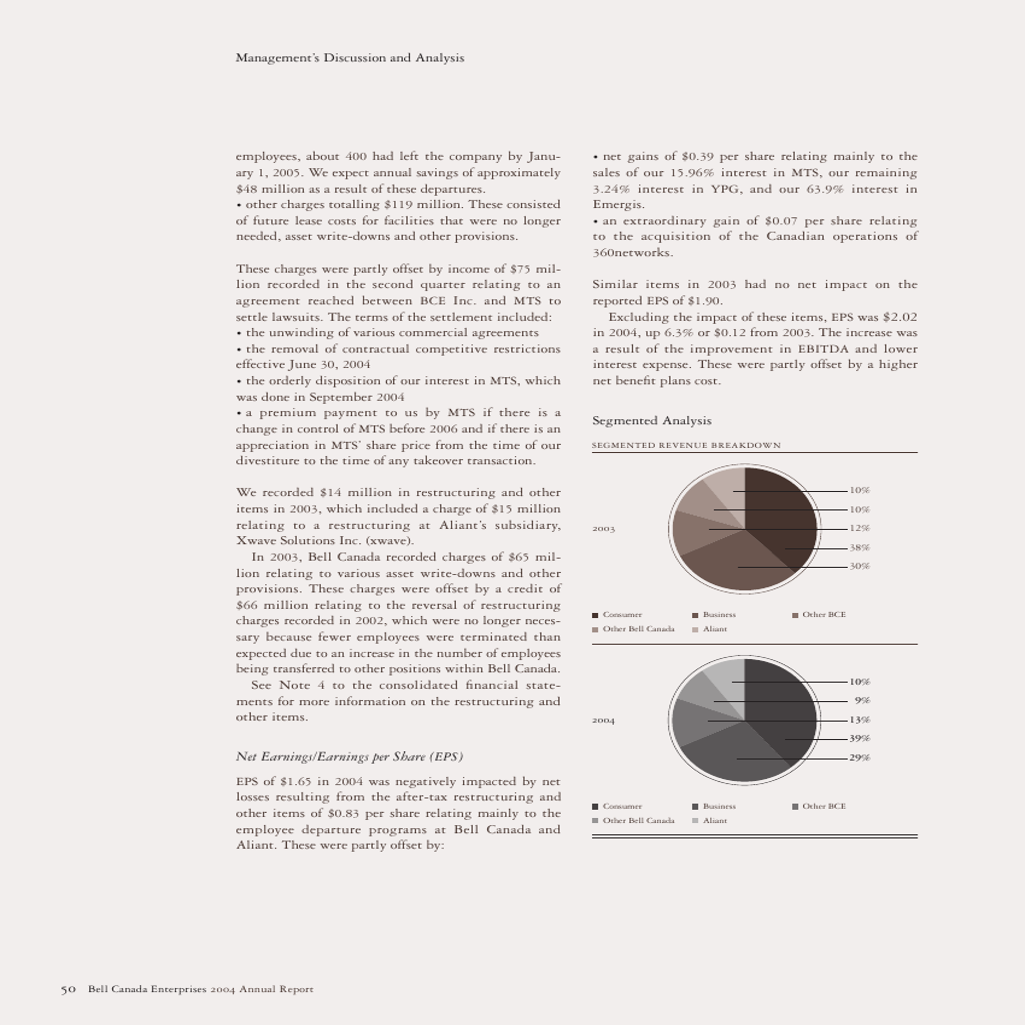 Management's Discussion and Analysis
employees, about 400 had left the company by Janu-
ary 1, 2005. We expect annual savings of approximately
$48 million as a result of these departures.
• other charges totalling $119 million. These consisted
of future lease costs for facilities that were no longer
needed, asset write-downs and other provisions.
These charges were partly offset by income of $75 mil-
lion recorded in the second quarter relating to an
agreement reached between BCE Inc. and MTS to
settle lawsuits. The terms of the settlement included:
• the unwinding of various commercial agreements
• the removal of contractual competitive restrictions
effective June 30, 2004
• the orderly disposition of our interest in MTS, which
was done in September 2004
• a premium payment to us by MTS if there is a
change in control of MTS before 2006 and if there is an
appreciation in MTS' share price from the time of our
divestiture to the time of any takeover transaction.
We recorded $14 million in restructuring and other
items in 2003, which included a charge of $15 million
relating to a restructuring at Aliant's subsidiary,
Xwave Solutions Inc. (xwave).
In 2003, Bell Canada recorded charges of $65 mil-
lion relating to various asset write-downs and other
provisions. These charges were offset by a credit of
$66 million relating to the reversal of restructuring
charges recorded in 2002, which were no longer neces-
sary because fewer employees were terminated than
expected due to an increase in the number of employees
being transferred to other positions within Bell Canada.
See Note 4 to the consolidated financial state-
ments for more information on the restructuring and
other items.
Net Earnings/Earnings per Share (EPS)
EPS of $1.65 in 2004 was negatively impacted by net
losses resulting from the after-tax restructuring and
other items of $0.83 per share relating mainly to the
employee departure programs at Bell Canada and
Aliant. These were partly offset by:
• net gains of $0.39 per share relating mainly to the
sales of our 15.96% interest in MTS, our remaining
3.24% interest in YPG, and our 63.9% interest in
Emergis.
• an extraordinary gain of $0.07 per share relating
to the acquisition of the Canadian operations of
360networks.
Similar items in 2003 had no net impact on the
reported EPS of $1.90.
Excluding the impact of these items, EPS was $2.02
in 2004, up 6.3% or $0.12 from 2003. The increase was
a result of the improvement in EBITDA and lower
interest expense. These were partly offset by a higher
net benefit plans cost.
Segmented Analysis
SEGMENTED REVENUE BREAKDOWN
10%
10%
2003 12%
38%
30%
Consumer Business Other BCE
Other Bell Canada Aliant
10%
9%
2004 13%
39%
29%
Consumer Business Other BCE
Other Bell Canada Aliant
50 Bell Canada Enterprises 2004 Annual Report